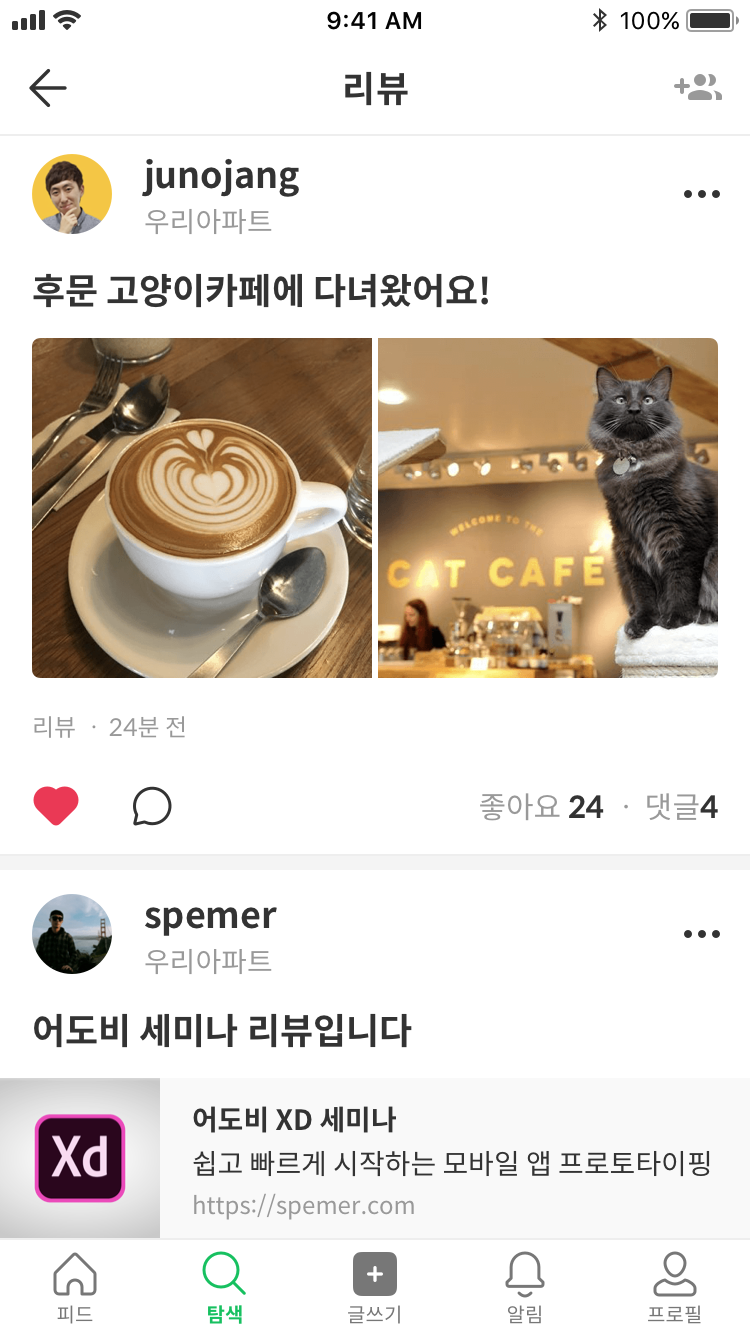 9:41 AM
100%
리뷰
junojang
우리아파트
후문 고양이카페에 다녀왔어요!
WELCOME TO THE
CAT CAFE
리뷰 · 24분 전
좋아요 24 · 댓글4
spemer
우리아파트
어도비 세미나 리뷰입니다
Xd
어도비 XD 세미나
쉽고 빠르게 시작하는 모바일 앱 프로토타이핑
https://spemer.com
피드
탐색
글쓰기
알림
프로필